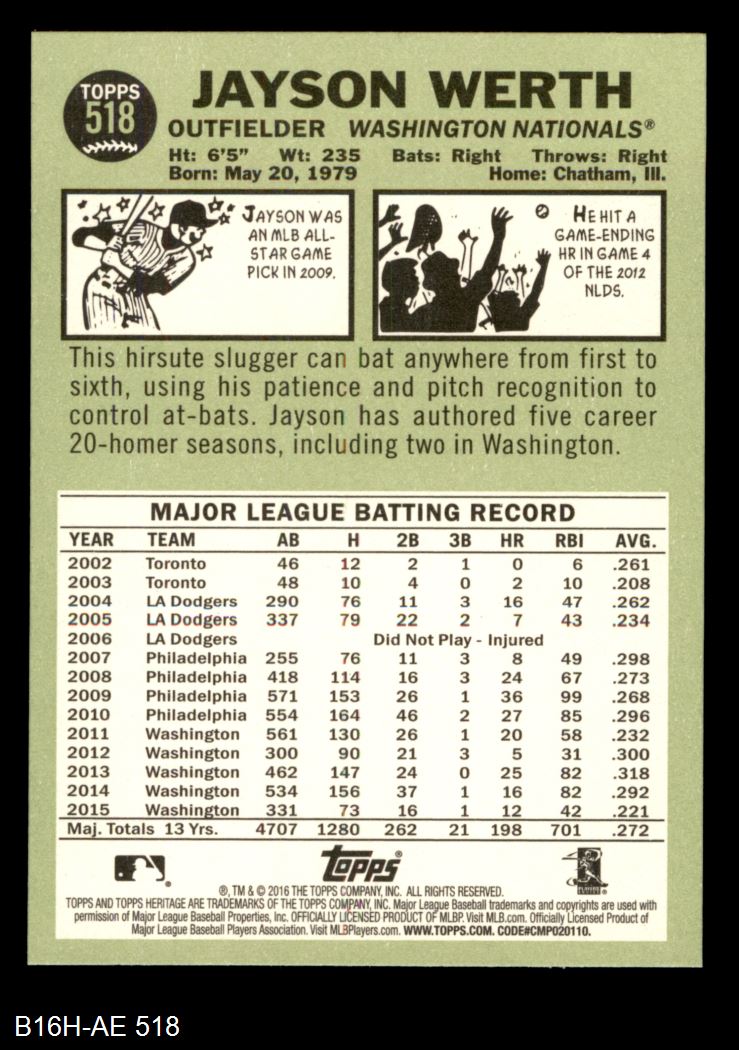 TOPPS
518
JAYSON WERTH
OUTFIELDER WASHINGTON NATIONALS®
Ht: 6'5" Wt: 235 Bats: Right Throws: Right
Born: May 20, 1979 Home: Chatham, Ill.
JAYSON WAS
AN MLB ALL-
STAR GAME
PICK IN 2009.
HE HIT A
GAME-ENDING
HR IN GAME 4
OF THE 2012
NLDS.
This hirsute slugger can bat anywhere from first to
sixth, using his patience and pitch recognition to
control at-bats. Jayson has authored five career
20-homer seasons, including two in Washington.
MAJOR LEAGUE BATTING RECORD
YEAR TEAM AB H 2B 3B HR RBI AVG.
2002 Toronto 46 12 2 1 0 6 .261
2003 Toronto 48 10 4 0 2 10 .208
2004 LA Dodgers 290 76 11 3 16 47 .262
2005 LA Dodgers 337 79 22 2 7 43 .234
2006 LA Dodgers Did Not Play - Injured
2007 Philadelphia 255 76 11 3 8 49 .298
2008 Philadelphia 418 114 16 3 24 67 .273
2009 Philadelphia 571 153 26 1 36 99 .268
2010 Philadelphia 554 164 46 2 27 85 .296
2011 Washington 561 130 26 1 20 58 .232
2012 Washington 300 90 21 3 5 31 .300
2013 Washington 462 147 24 0 25 82 .318
2014 Washington 534 156 37 1 16 82 .292
2015 Washington 331 73 16 1 12 42 .221
Maj. Totals 13 Yrs. 4707 1280 262 21 198 701 .272
Topps®
®, TM & © 2016 THE TOPPS COMPANY, INC. ALL RIGHTS RESERVED.
TOPPS AND TOPPS HERITAGE ARE TRADEMARKS OF THE TOPPS COMPANY, INC. Major League Baseball trademarks and copyrights are used with
permission of Major League Baseball Properties, Inc. OFFICIALLY LICENSED PRODUCT OF MLBP. Visit MLB.com. Officially Licensed Product of
Major League Baseball Players Association. Visit MLBPlayers.com. WWW.TOPPS.COM. CODE#CMP020110.
B16H-AE 518